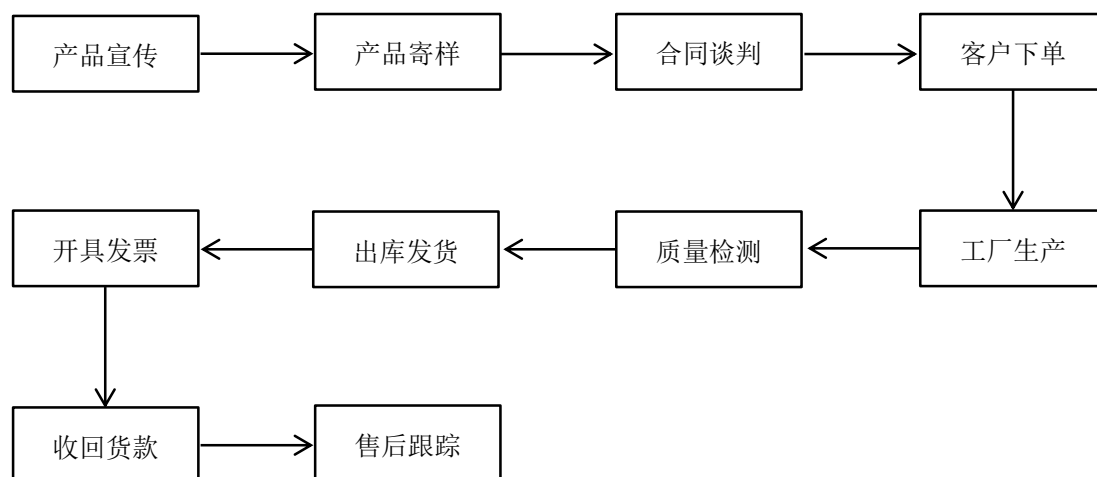 产品宣传
产品寄样
合同谈判
客户下单
工厂生产
质量检测
出库发货
开具发票
收回货款
售后跟踪